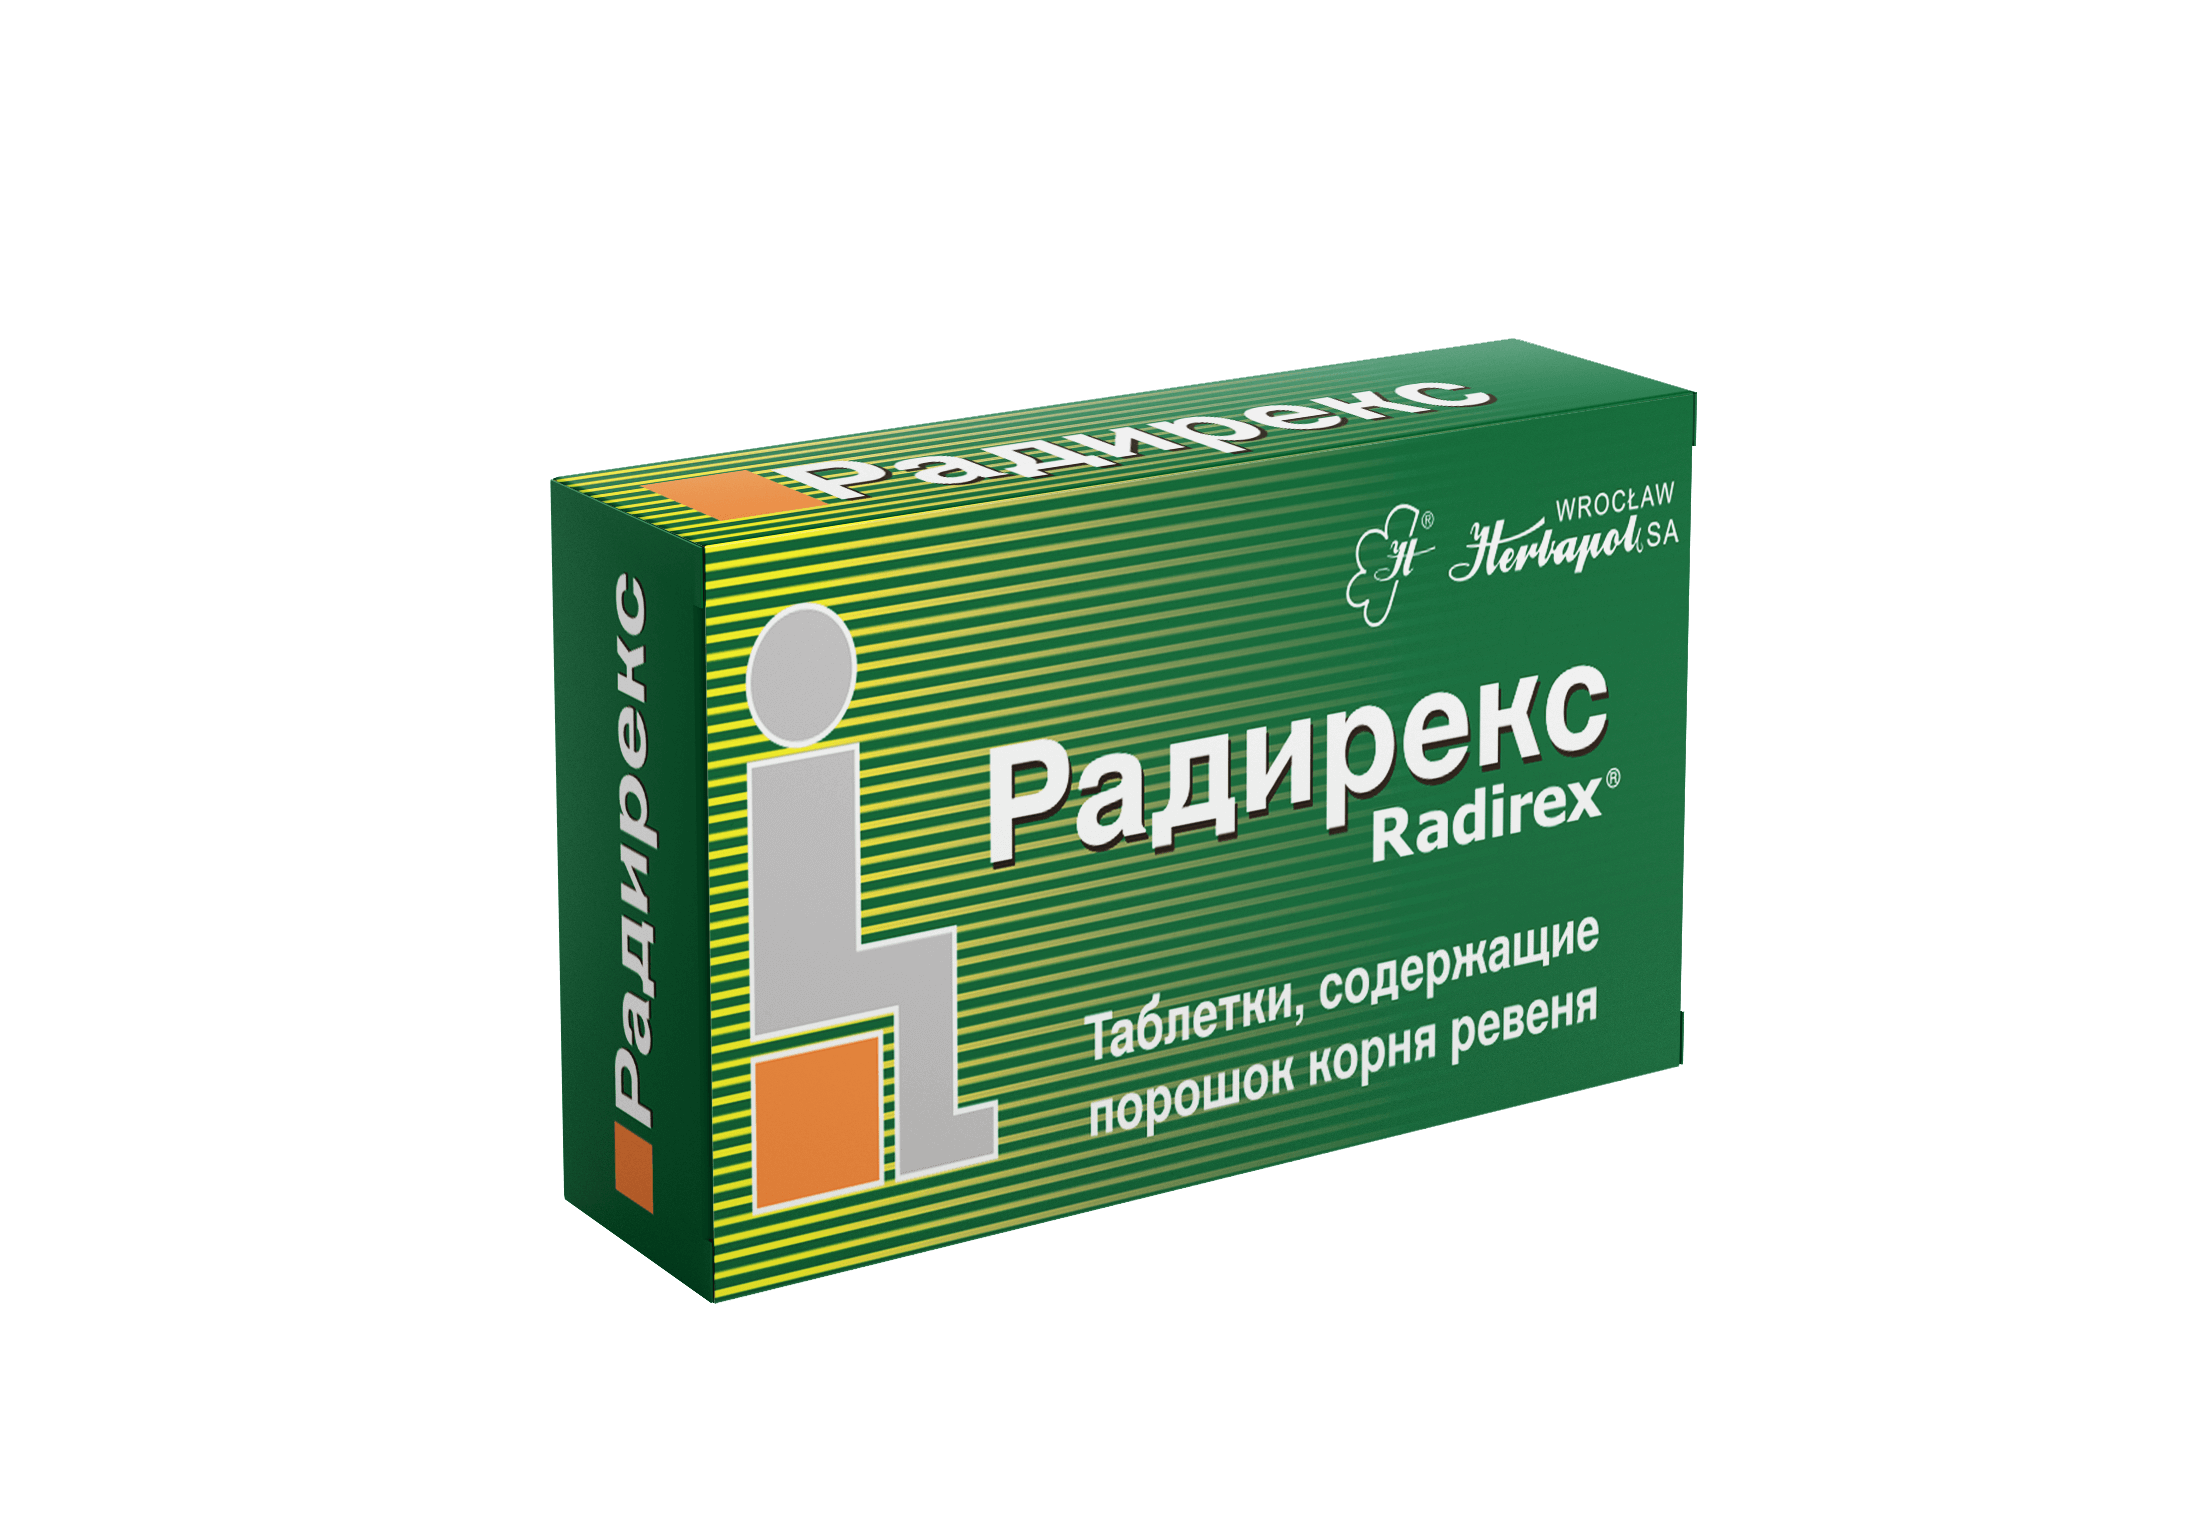 Радирекс
WROCŁAW
Herbapol SA
®
H
Радирекс
Radirex®
Таблетки, содержащие
порошок корня ревеня
Радирекс